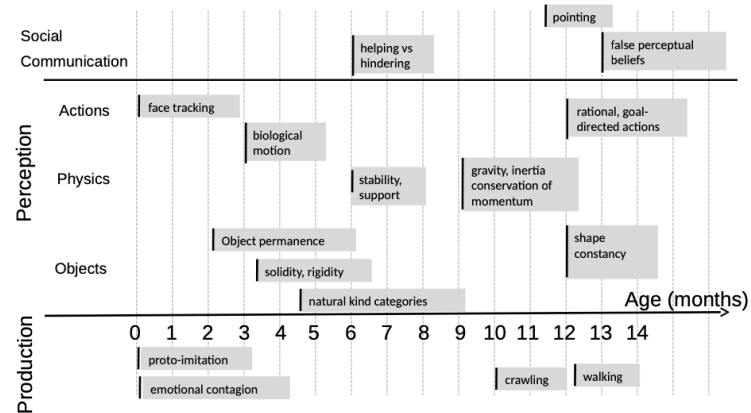 pointing
Social
Communication
helping vs
hindering
false perceptual
beliefs
Perception
Actions
face tracking
biological
motion
rational, goal-
directed actions
Physics
stability,
support
gravity, inertia
conservation of
momentum
Objects
Object permanence
solidity, rigidity
natural kind categories
shape
constancy
Age (months)
0 1 2 3 4 5 6 7 8 9 10 11 12 13 14
Production
proto-imitation
emotional contagion
crawling
walking